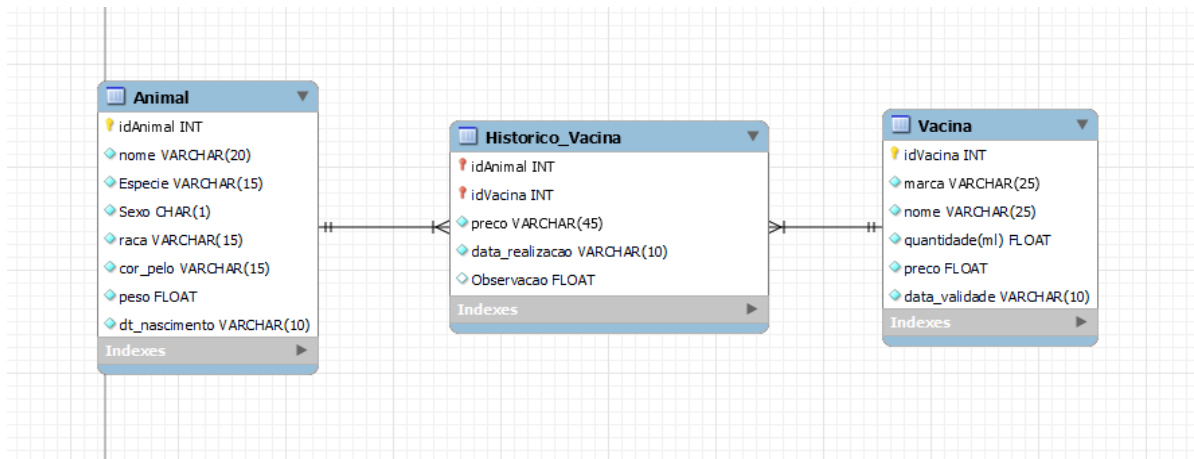 Animal
idAnimal INT
nome VARCHAR(20)
Especie VARCHAR(15)
Sexo CHAR(1)
raca VARCHAR(15)
cor_pelo VARCHAR(15)
peso FLOAT
dt_nascimento VARCHAR(10)
Indexes
Historico_Vacina
idAnimal INT
idVacina INT
preco VARCHAR(45)
data_realizacao VARCHAR(10)
Observacao FLOAT
Indexes
Vacina
idVacina INT
marca VARCHAR(25)
nome VARCHAR(25)
quantidade(ml) FLOAT
preco FLOAT
data_validade VARCHAR(10)
Indexes